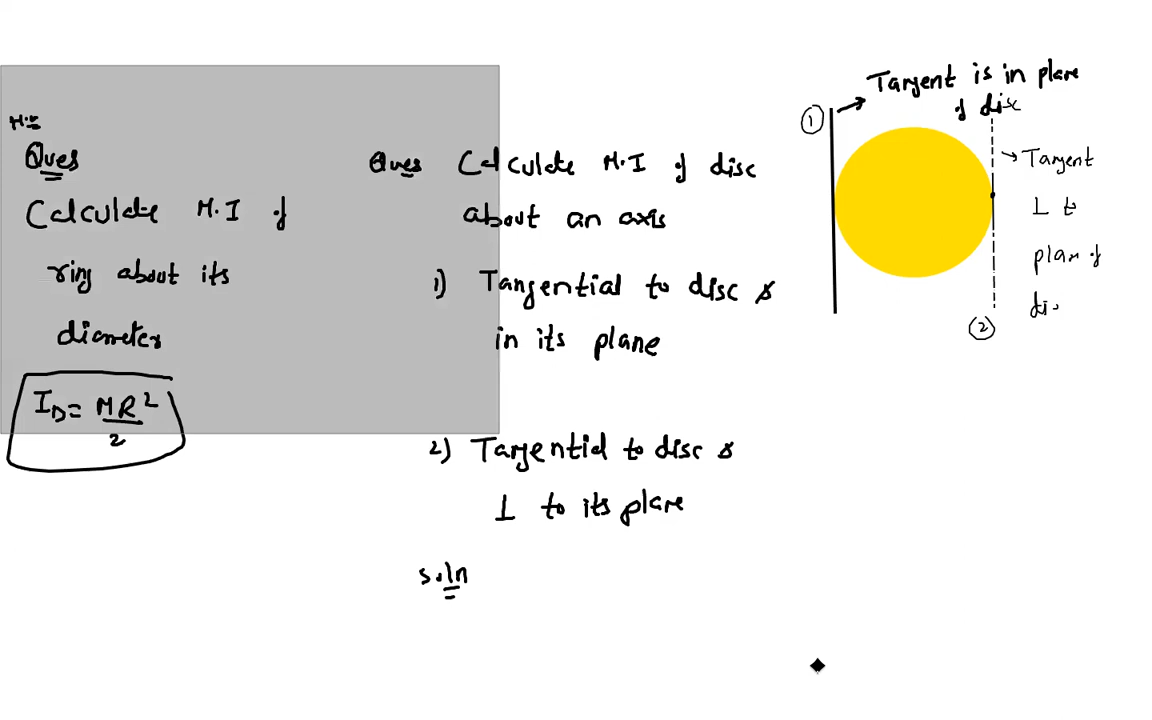 H.W
Ques
Calculate M.I of
ring about its
diameter
I_D = MR²/2
Ques Calculate M.I of disc
about an axis
1) Tangential to disc &
in its plane
2) Tangential to disc &
⊥ to its plane
soln
1
Tangent is in plane
of disc
Tangent
⊥ to
plan of
dis
2